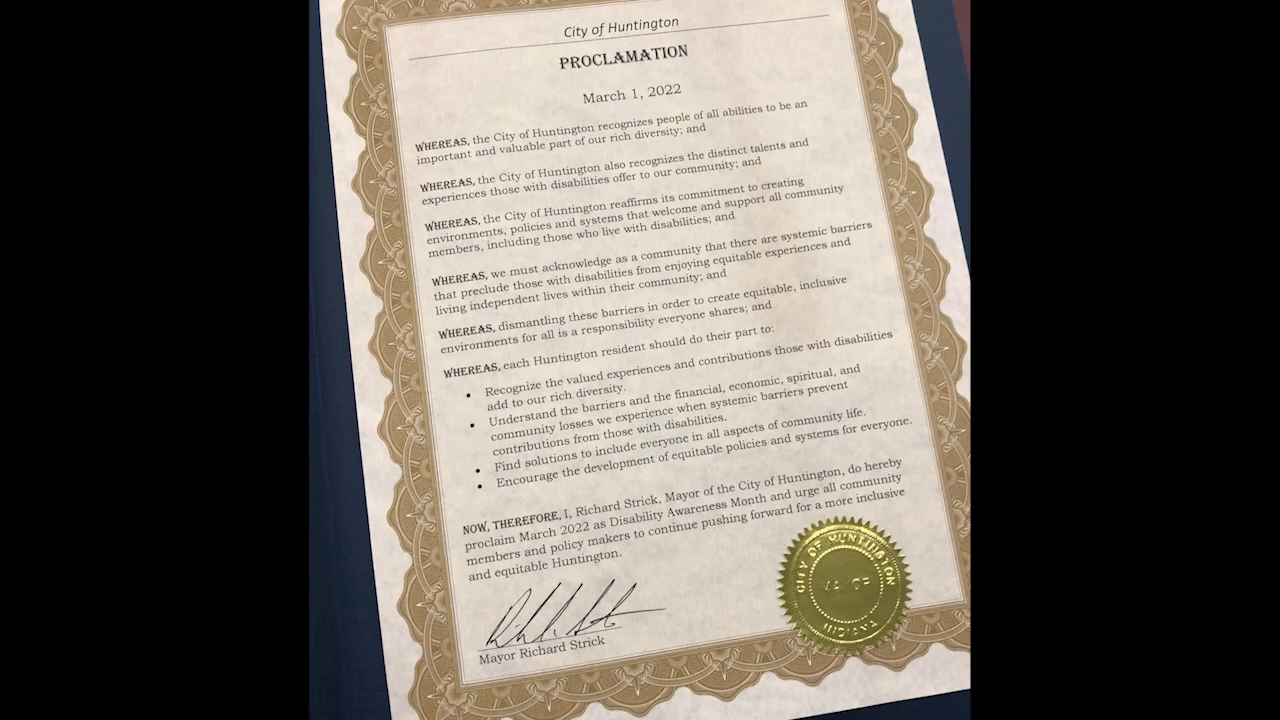 City of Huntington
PROCLAMATION
March 1, 2022
WHEREAS, the City of Huntington recognizes people of all abilities to be an
important and valuable part of our rich diversity; and
WHEREAS, the City of Huntington also recognizes the distinct talents and
experiences those with disabilities offer to our community; and
WHEREAS, the City of Huntington reaffirms its commitment to creating
environments, policies and systems that welcome and support all community
members, including those who live with disabilities; and
WHEREAS, we must acknowledge as a community that there are systemic barriers
that preclude those with disabilities from enjoying equitable experiences and
living independent lives within their community; and
WHEREAS, dismantling these barriers in order to create equitable, inclusive
environments for all is a responsibility everyone shares; and
WHEREAS, each Huntington resident should do their part to:
• Recognize the valued experiences and contributions those with disabilities
add to our rich diversity.
• Understand the barriers and the financial, economic, spiritual, and
community losses we experience when systemic barriers prevent
contributions from those with disabilities.
• Find solutions to include everyone in all aspects of community life.
• Encourage the development of equitable policies and systems for everyone.
NOW, THEREFORE, I, Richard Strick, Mayor of the City of Huntington, do hereby
proclaim March 2022 as Disability Awareness Month and urge all community
members and policy makers to continue pushing forward for a more inclusive
and equitable Huntington.
Mayor Richard Strick
CITY OF HUNTINGTON
MAYOR
INDIANA